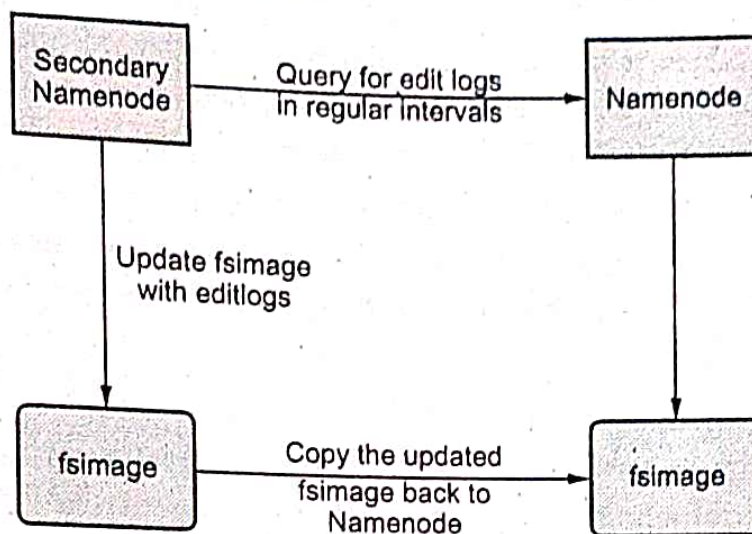 Secondary
Namenode
Query for edit logs
in regular intervals
Namenode
Update fsimage
with editlogs
fsimage
Copy the updated
fsimage back to
Namenode
fsimage